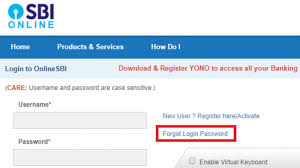 SBI
ONLINE
Home Products & Services How Do I
Login to OnlineSBI Download & Register YONO to access all your Banking
(CARE: Username and password are case sensitive.)
Username*
New User ? Register here/Activate
Forgot Login Password
Password*
Enable Virtual Keyboard